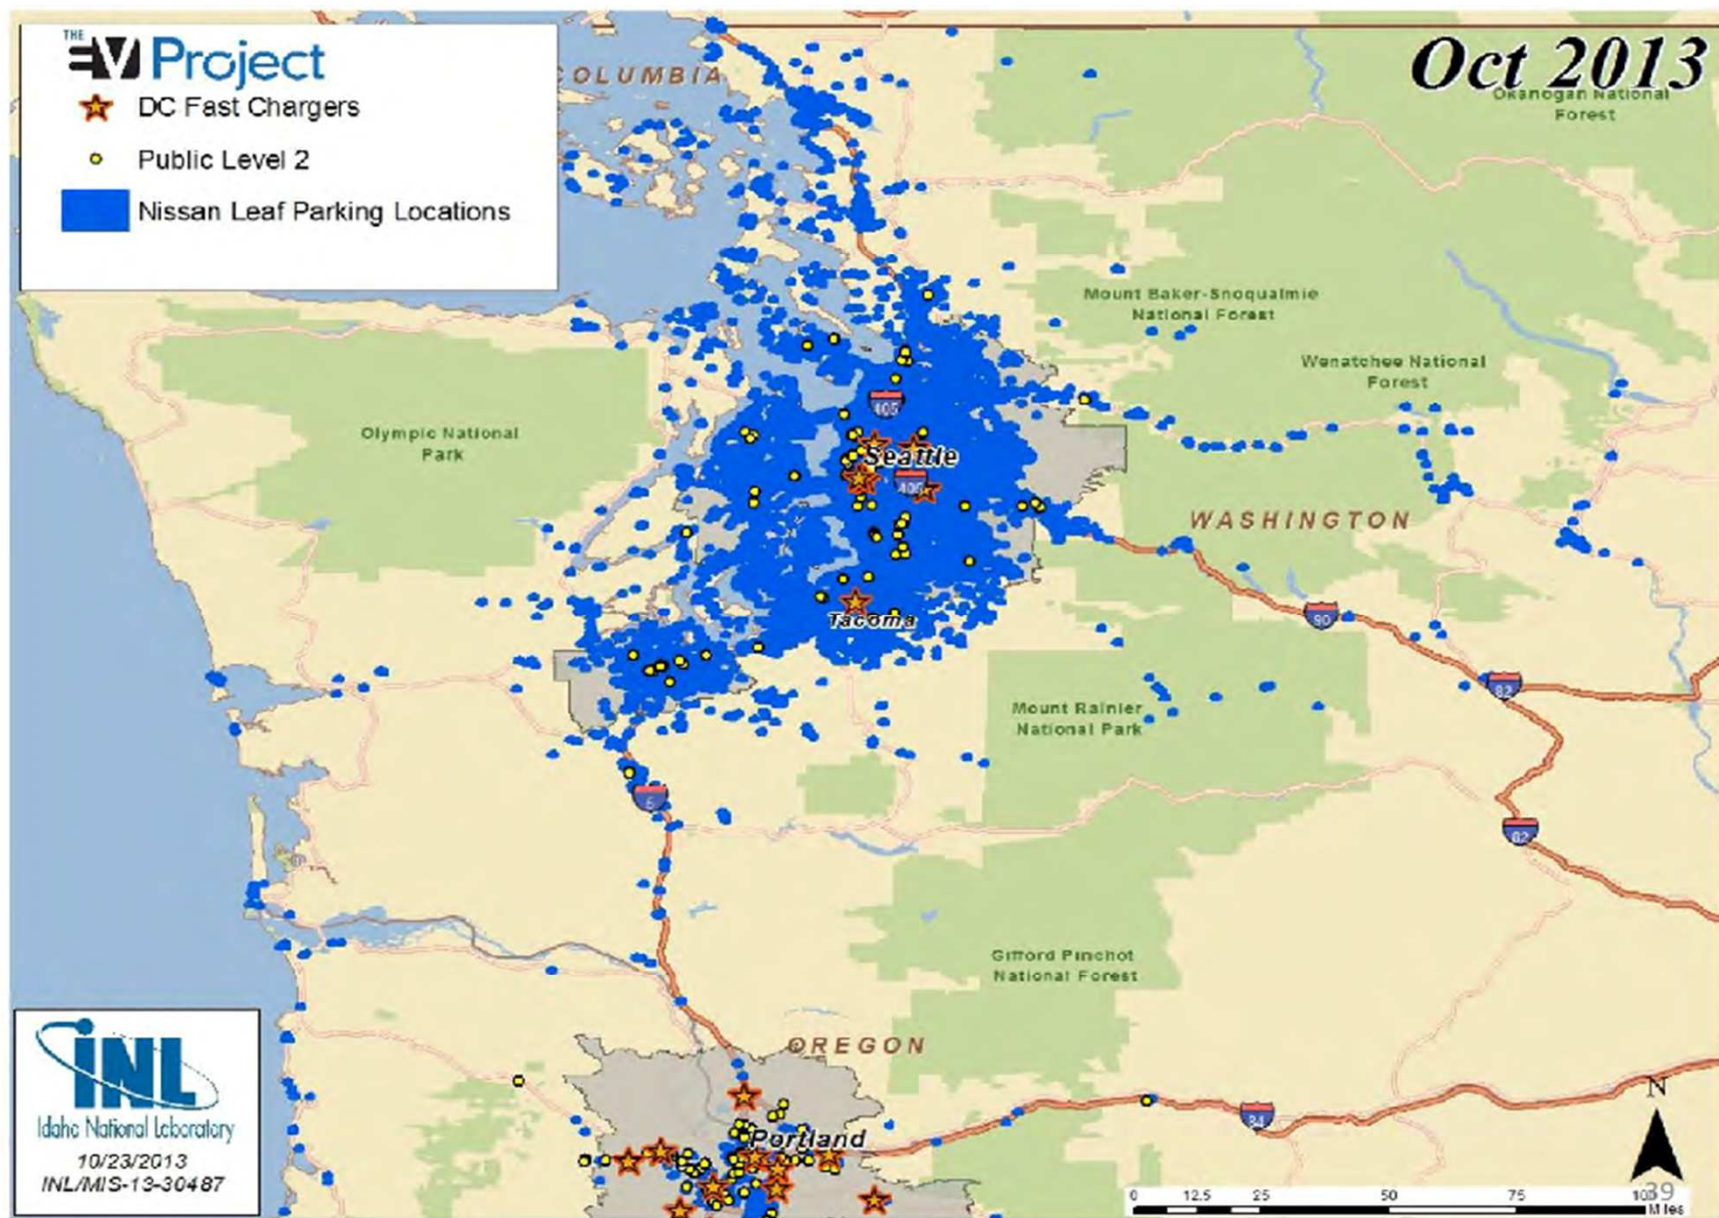 THE
EV Project
DC Fast Chargers
Public Level 2
Nissan Leaf Parking Locations
Oct 2013
COLUMBIA
Okanogan National
Forest
Mount Baker-Snoqualmie
National Forest
Wenatchee National
Forest
Olympic National
Park
405
Seattle
405
WASHINGTON
Tacoma
90
82
Mount Rainier
National Park
5
82
Gifford Pinchot
National Forest
OREGON
Portland
84
N
INL
Idaho National Laboratory
10/23/2013
INL/MIS-13-30487
0 12.5 25 50 75 100
Miles
39